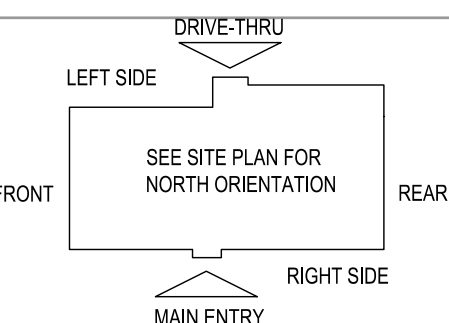 DRIVE-THRU
LEFT SIDE
SEE SITE PLAN FOR
NORTH ORIENTATION
FRONT
REAR
RIGHT SIDE
MAIN ENTRY